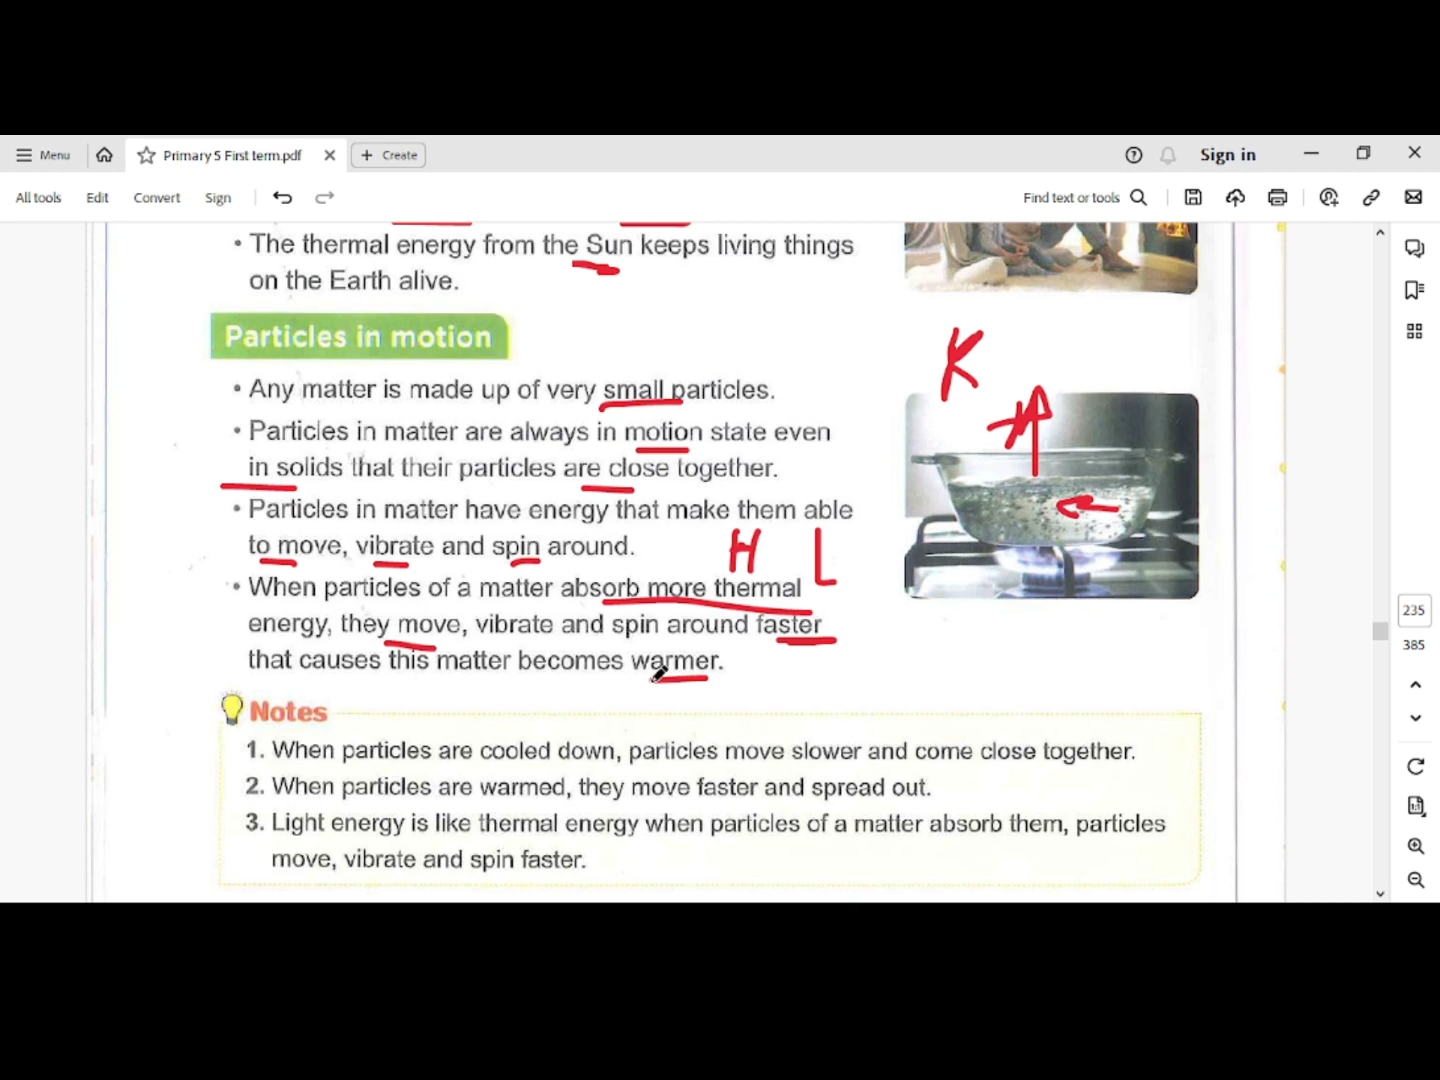 Menu
Primary 5 First term.pdf
Create
Sign in
All tools
Edit
Convert
Sign
Find text or tools
• The thermal energy from the Sun keeps living things
on the Earth alive.
Particles in motion
• Any matter is made up of very small particles.
• Particles in matter are always in motion state even
in solids that their particles are close together.
• Particles in matter have energy that make them able
to move, vibrate and spin around.
• When particles of a matter absorb more thermal
energy, they move, vibrate and spin around faster
that causes this matter becomes warmer.
K
H L
Notes
1. When particles are cooled down, particles move slower and come close together.
2. When particles are warmed, they move faster and spread out.
3. Light energy is like thermal energy when particles of a matter absorb them, particles
move, vibrate and spin faster.
235
385